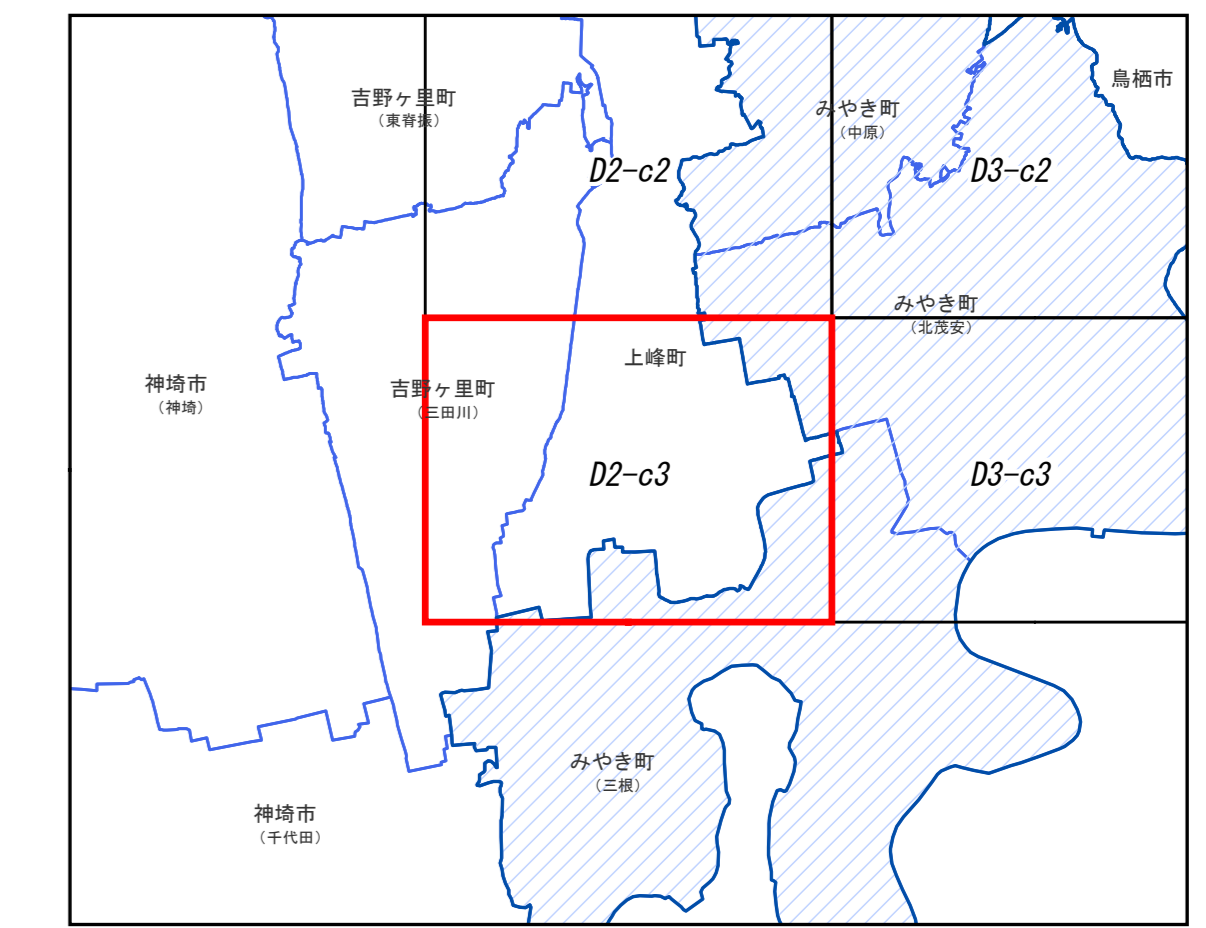 鳥栖市
吉野ヶ里町
（東脊振）
みやき町
（中原）
D2-c2
D3-c2
みやき町
（北茂安）
上峰町
神埼市
（神埼）
吉野ヶ里町
（三田川）
D2-c3
D3-c3
みやき町
（三根）
神埼市
（千代田）